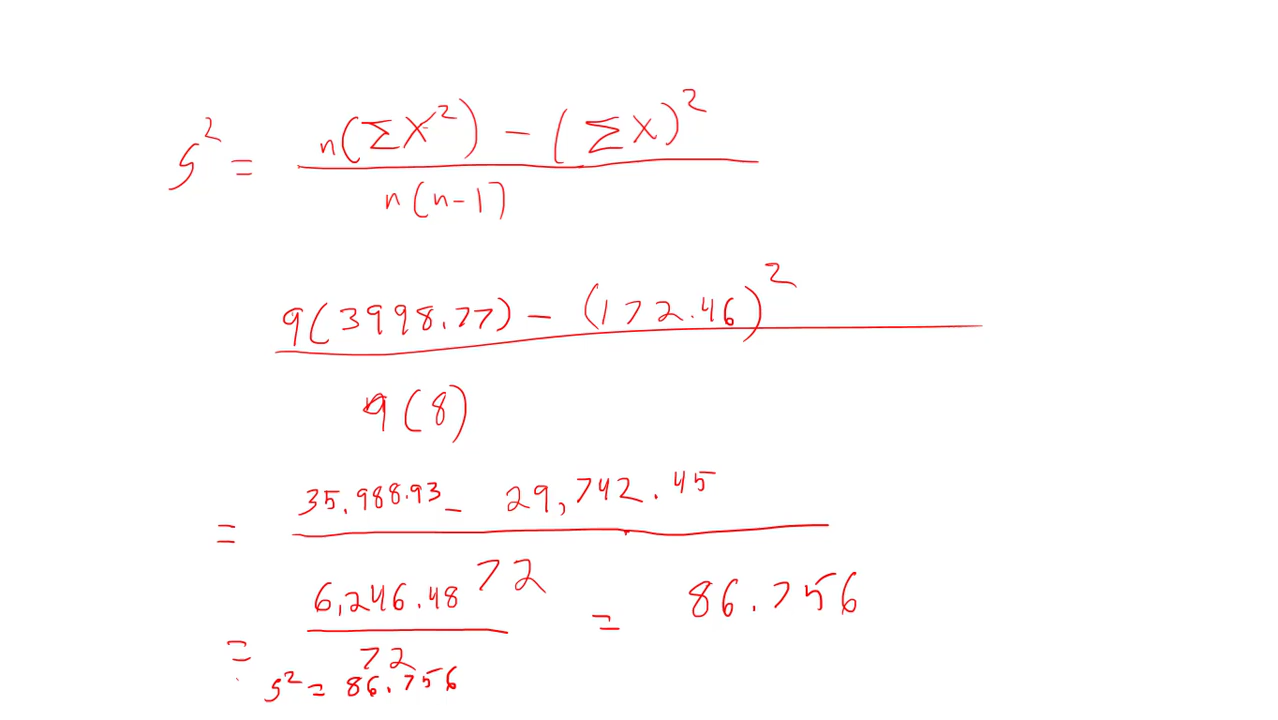 s² = n(ΣX²) - (ΣX)²
n(n-1)
9(3998.77) - (172.46)²
9(8)
= 35,988.93 - 29,742.45
72
= 6,246.48 = 86.756
72
s² = 86.756